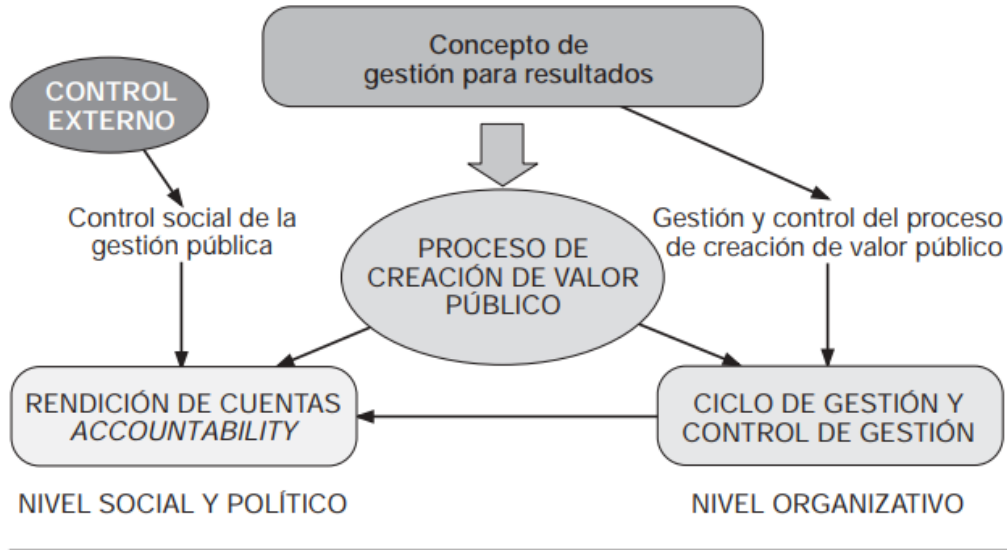 Concepto de
gestión para resultados
CONTROL
EXTERNO
Control social de la
gestión pública
Gestión y control del proceso
de creación de valor público
PROCESO DE
CREACIÓN DE VALOR
PÚBLICO
RENDICIÓN DE CUENTAS
ACCOUNTABILITY
CICLO DE GESTIÓN Y
CONTROL DE GESTIÓN
NIVEL SOCIAL Y POLÍTICO
NIVEL ORGANIZATIVO